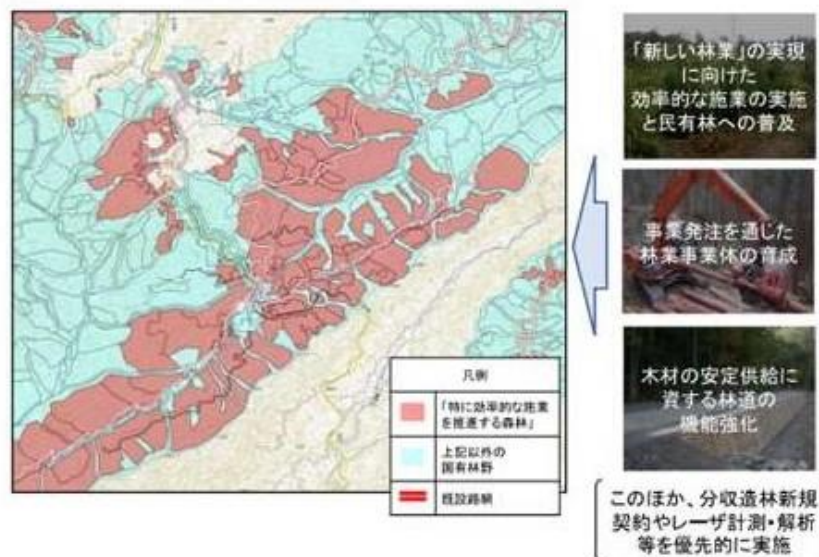 凡例
「特に効率的な施業
を推進する森林」
上記以外の
国有林野
既設路網
「新しい林業」の実現
に向けた
効率的な施業の実施
と民有林への普及
事業発注を通じた
林業事業体の育成
木材の安定供給に
資する林道の
機能強化
このほか、分収造林新規
契約やレーザ計測・解析
等を優先的に実施